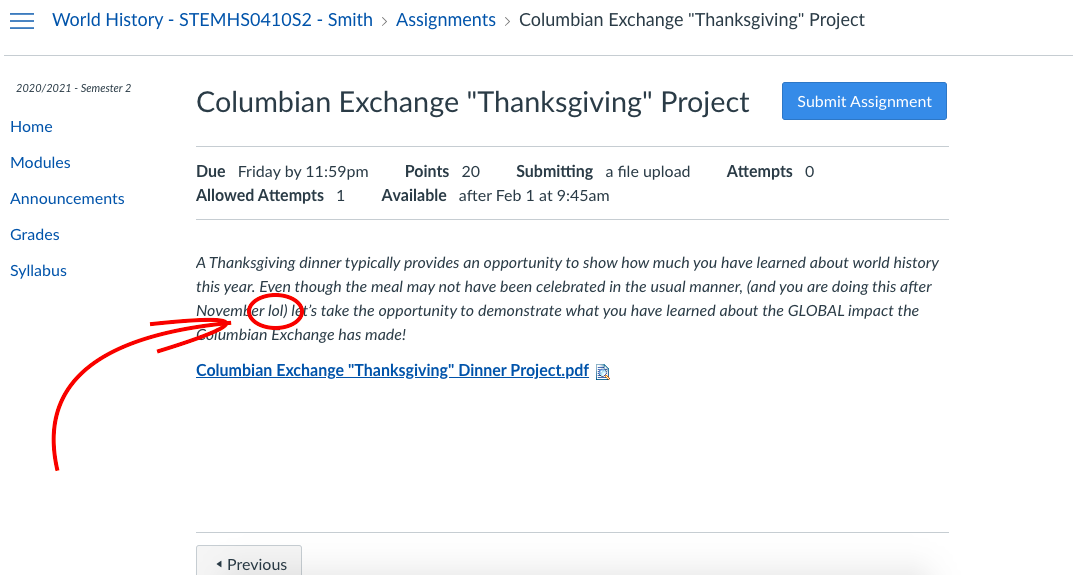 World History - STEMHS0410S2 - Smith > Assignments > Columbian Exchange "Thanksgiving" Project
2020/2021 - Semester 2
Home
Modules
Announcements
Grades
Syllabus
Columbian Exchange "Thanksgiving" Project
Submit Assignment
Due Friday by 11:59pm Points 20 Submitting a file upload Attempts 0
Allowed Attempts 1 Available after Feb 1 at 9:45am
A Thanksgiving dinner typically provides an opportunity to show how much you have learned about world history
this year. Even though the meal may not have been celebrated in the usual manner, (and you are doing this after
November lol) let's take the opportunity to demonstrate what you have learned about the GLOBAL impact the
Columbian Exchange has made!
Columbian Exchange "Thanksgiving" Dinner Project.pdf
Previous